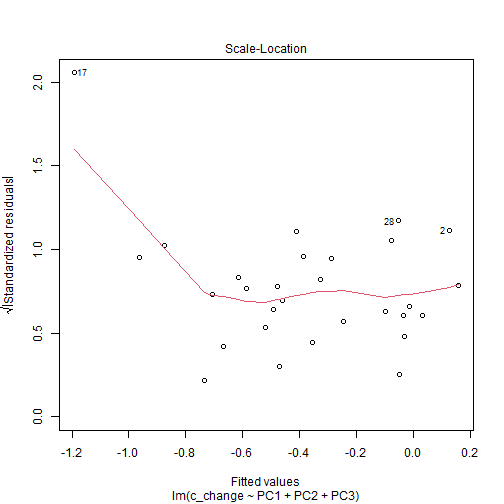 Scale-Location
√|Standardized residuals|
2.0
1.5
1.0
0.5
0.0
17
28
2
-1.2 -1.0 -0.8 -0.6 -0.4 -0.2 0.0 0.2
Fitted values
lm(c_change ~ PC1 + PC2 + PC3)